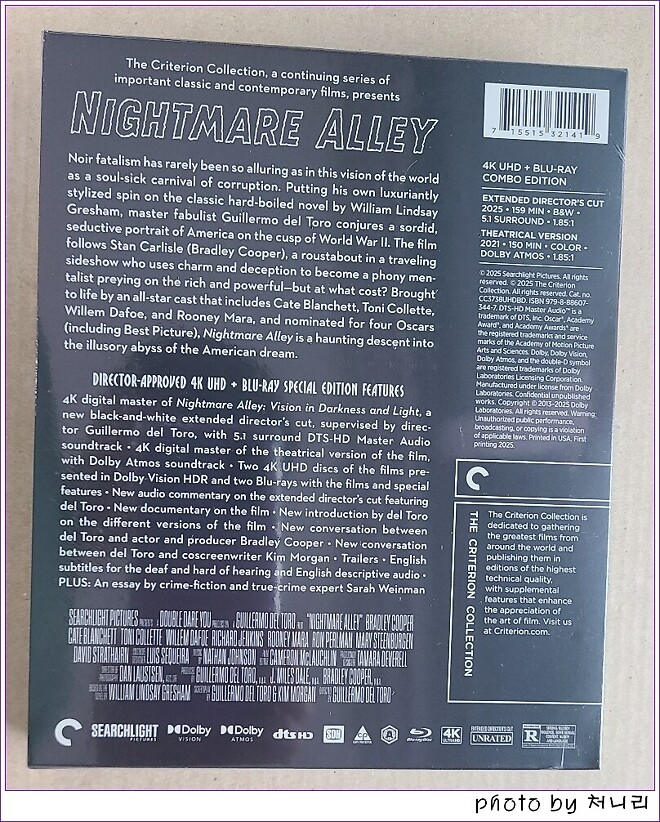 The Criterion Collection, a continuing series of
important classic and contemporary films, presents
NIGHTMARE ALLEY
Noir fatalism has rarely been so alluring as in this vision of the world
as a soul-sick carnival of corruption. Putting his own luxuriantly
stylized spin on the classic hard-boiled novel by William Lindsay
Gresham, master fabulist Guillermo del Toro conjures a sordid,
seductive portrait of America on the cusp of World War II. The film
follows Stan Carlisle (Bradley Cooper), a roustabout in a traveling
sideshow who uses charm and deception to become a phony men-
talist preying on the rich and powerful—but at what cost? Brought
to life by an all-star cast that includes Cate Blanchett, Toni Collette,
Willem Dafoe, and Rooney Mara, and nominated for four Oscars
(including Best Picture), Nightmare Alley is a haunting descent into
the illusory abyss of the American dream.
DIRECTOR-APPROVED 4K UHD + BLU-RAY SPECIAL EDITION FEATURES
4K digital master of Nightmare Alley: Vision in Darkness and Light, a
new black-and-white extended director's cut, supervised by direc-
tor Guillermo del Toro, with 5.1 surround DTS-HD Master Audio
soundtrack • 4K digital master of the theatrical version of the film,
with Dolby Atmos soundtrack • Two 4K UHD discs of the films pre-
sented in Dolby Vision HDR and two Blu-rays with the films and special
features • New audio commentary on the extended director's cut featuring
del Toro • New documentary on the film • New introduction by del Toro
on the different versions of the film • New conversation between
del Toro and actor and producer Bradley Cooper • New conversation
between del Toro and coscreenwriter Kim Morgan • Trailers • English
subtitles for the deaf and hard of hearing and English descriptive audio •
PLUS: An essay by crime-fiction and true-crime expert Sarah Weinman
SEARCHLIGHT PICTURES PRESENTS A DOUBLE DARE YOU PRODUCTION A GUILLERMO DEL TORO FILM "NIGHTMARE ALLEY" BRADLEY COOPER
CATE BLANCHETT TONI COLLETTE WILLEM DAFOE RICHARD JENKINS ROONEY MARA RON PERLMAN MARY STEENBURGEN
DAVID STRATHAIRN LUIS SEQUEIRA MUSIC BY NATHAN JOHNSON CAMERON MCLAUGHLIN TAMARA DEVERELL
DAN LAUSTSEN, GUILLERMO DEL TORO, J. MILES DALE, BRADLEY COOPER,
WILLIAM LINDSAY GRESHAM GUILLERMO DEL TORO & KIM MORGAN GUILLERMO DEL TORO
SEARCHLIGHT
PICTURES
Dolby
VISION
Dolby
ATMOS
dts HD
SDH
Blu-ray Disc
4K
ULTRA HD
EXTENDED DIRECTOR'S CUT
UNRATED
R
7 15515 32141 9
4K UHD + BLU-RAY
COMBO EDITION
EXTENDED DIRECTOR'S CUT
2025 • 159 MIN • B&W •
5.1 SURROUND • 1.85:1
THEATRICAL VERSION
2021 • 150 MIN • COLOR •
DOLBY ATMOS • 1.85:1
© 2025 Searchlight Pictures. All rights
reserved. © 2025 The Criterion
Collection. All rights reserved. Cat. no.
CC3738UHDBD. ISBN 979-8-88607-
344-7. DTS-HD Master Audio™ is a
trademark of DTS, Inc. Oscar®, Academy
Award®, and Academy Awards® are
the registered trademarks and service
marks of the Academy of Motion Picture
Arts and Sciences. Dolby, Dolby Vision,
Dolby Atmos, and the double-D symbol
are registered trademarks of Dolby
Laboratories Licensing Corporation.
Manufactured under license from Dolby
Laboratories. Confidential unpublished
works. Copyright © 2013–2025 Dolby
Laboratories. All rights reserved. Warning:
Unauthorized public performance,
broadcasting, or copying is a violation
of applicable laws. Printed in USA. First
printing 2025.
THE CRITERION COLLECTION
The Criterion Collection is
dedicated to gathering
the greatest films from
around the world and
publishing them in
editions of the highest
technical quality,
with supplemental
features that enhance
the appreciation of
the art of film. Visit us
at Criterion.com.
photo by 처니리